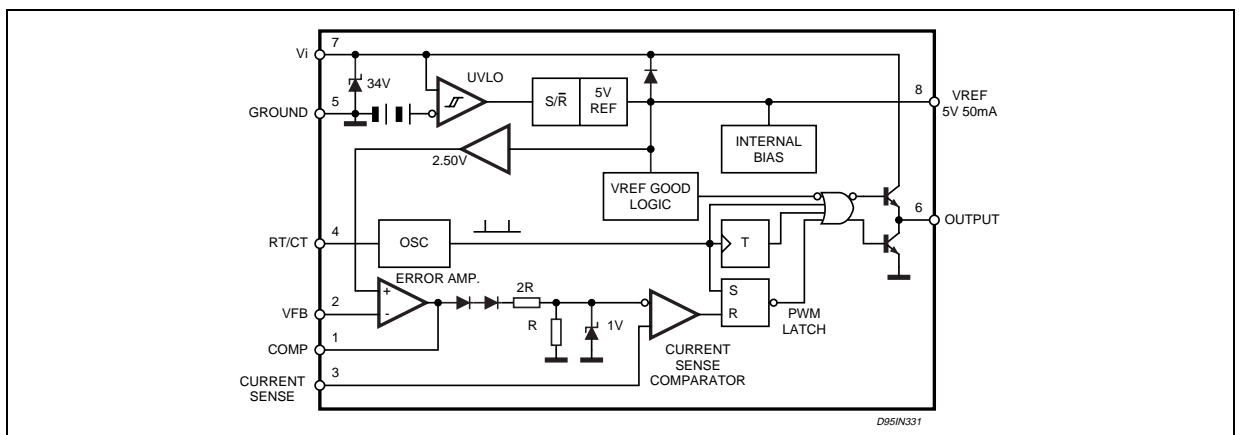 7
Vi
34V
UVLO
S/R̅
5V
REF
8
VREF
5V 50mA
5
GROUND
2.50V
INTERNAL
BIAS
VREF GOOD
LOGIC
6
OUTPUT
4
RT/CT
OSC
T
ERROR AMP.
+
-
2R
R
1V
S
R
PWM
LATCH
2
VFB
1
COMP
CURRENT
SENSE
COMPARATOR
3
CURRENT
SENSE
D95IN331